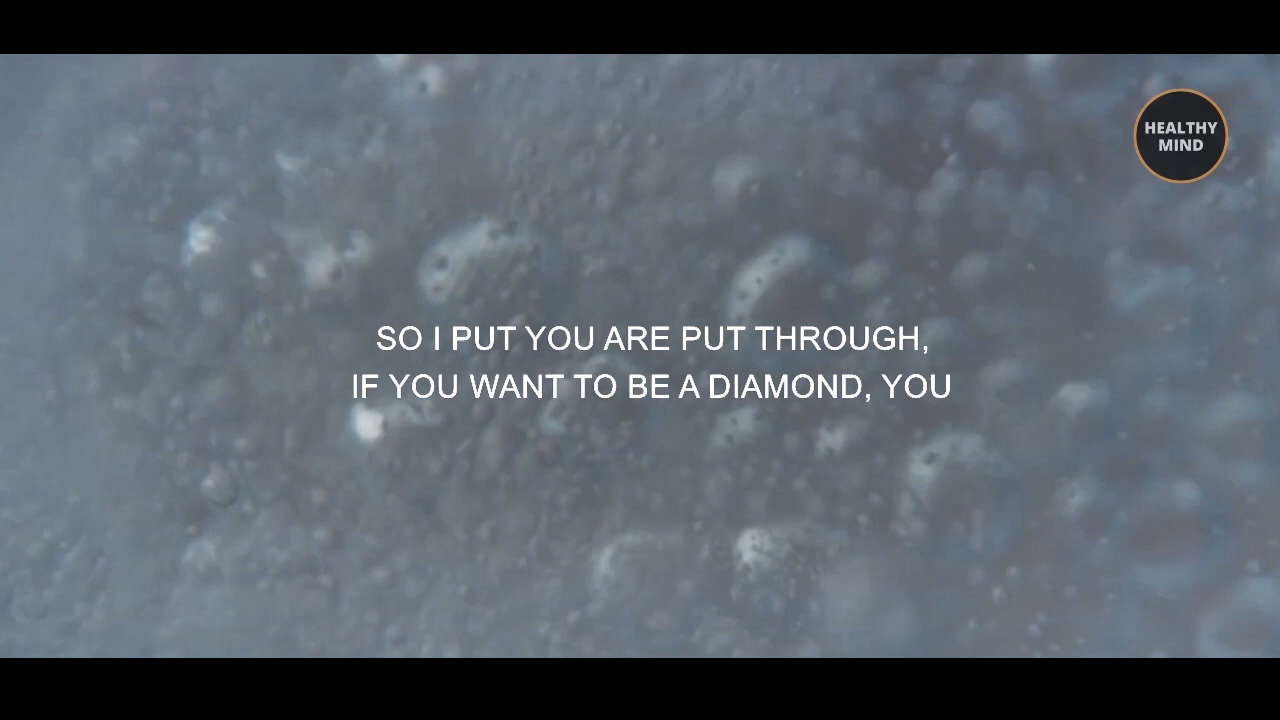 HEALTHY
MIND
SO I PUT YOU ARE PUT THROUGH,
IF YOU WANT TO BE A DIAMOND, YOU